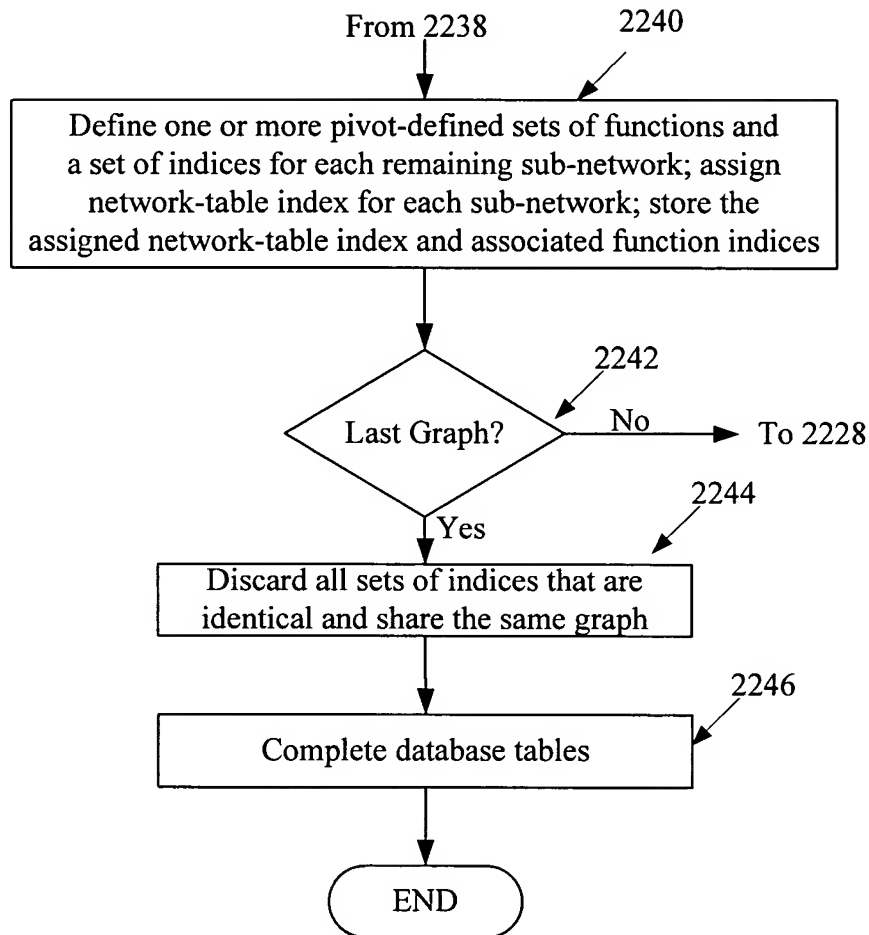 From 2238
2240
Define one or more pivot-defined sets of functions and
a set of indices for each remaining sub-network; assign
network-table index for each sub-network; store the
assigned network-table index and associated function indices
2242
Last Graph?
No
To 2228
Yes
2244
Discard all sets of indices that are
identical and share the same graph
2246
Complete database tables
END